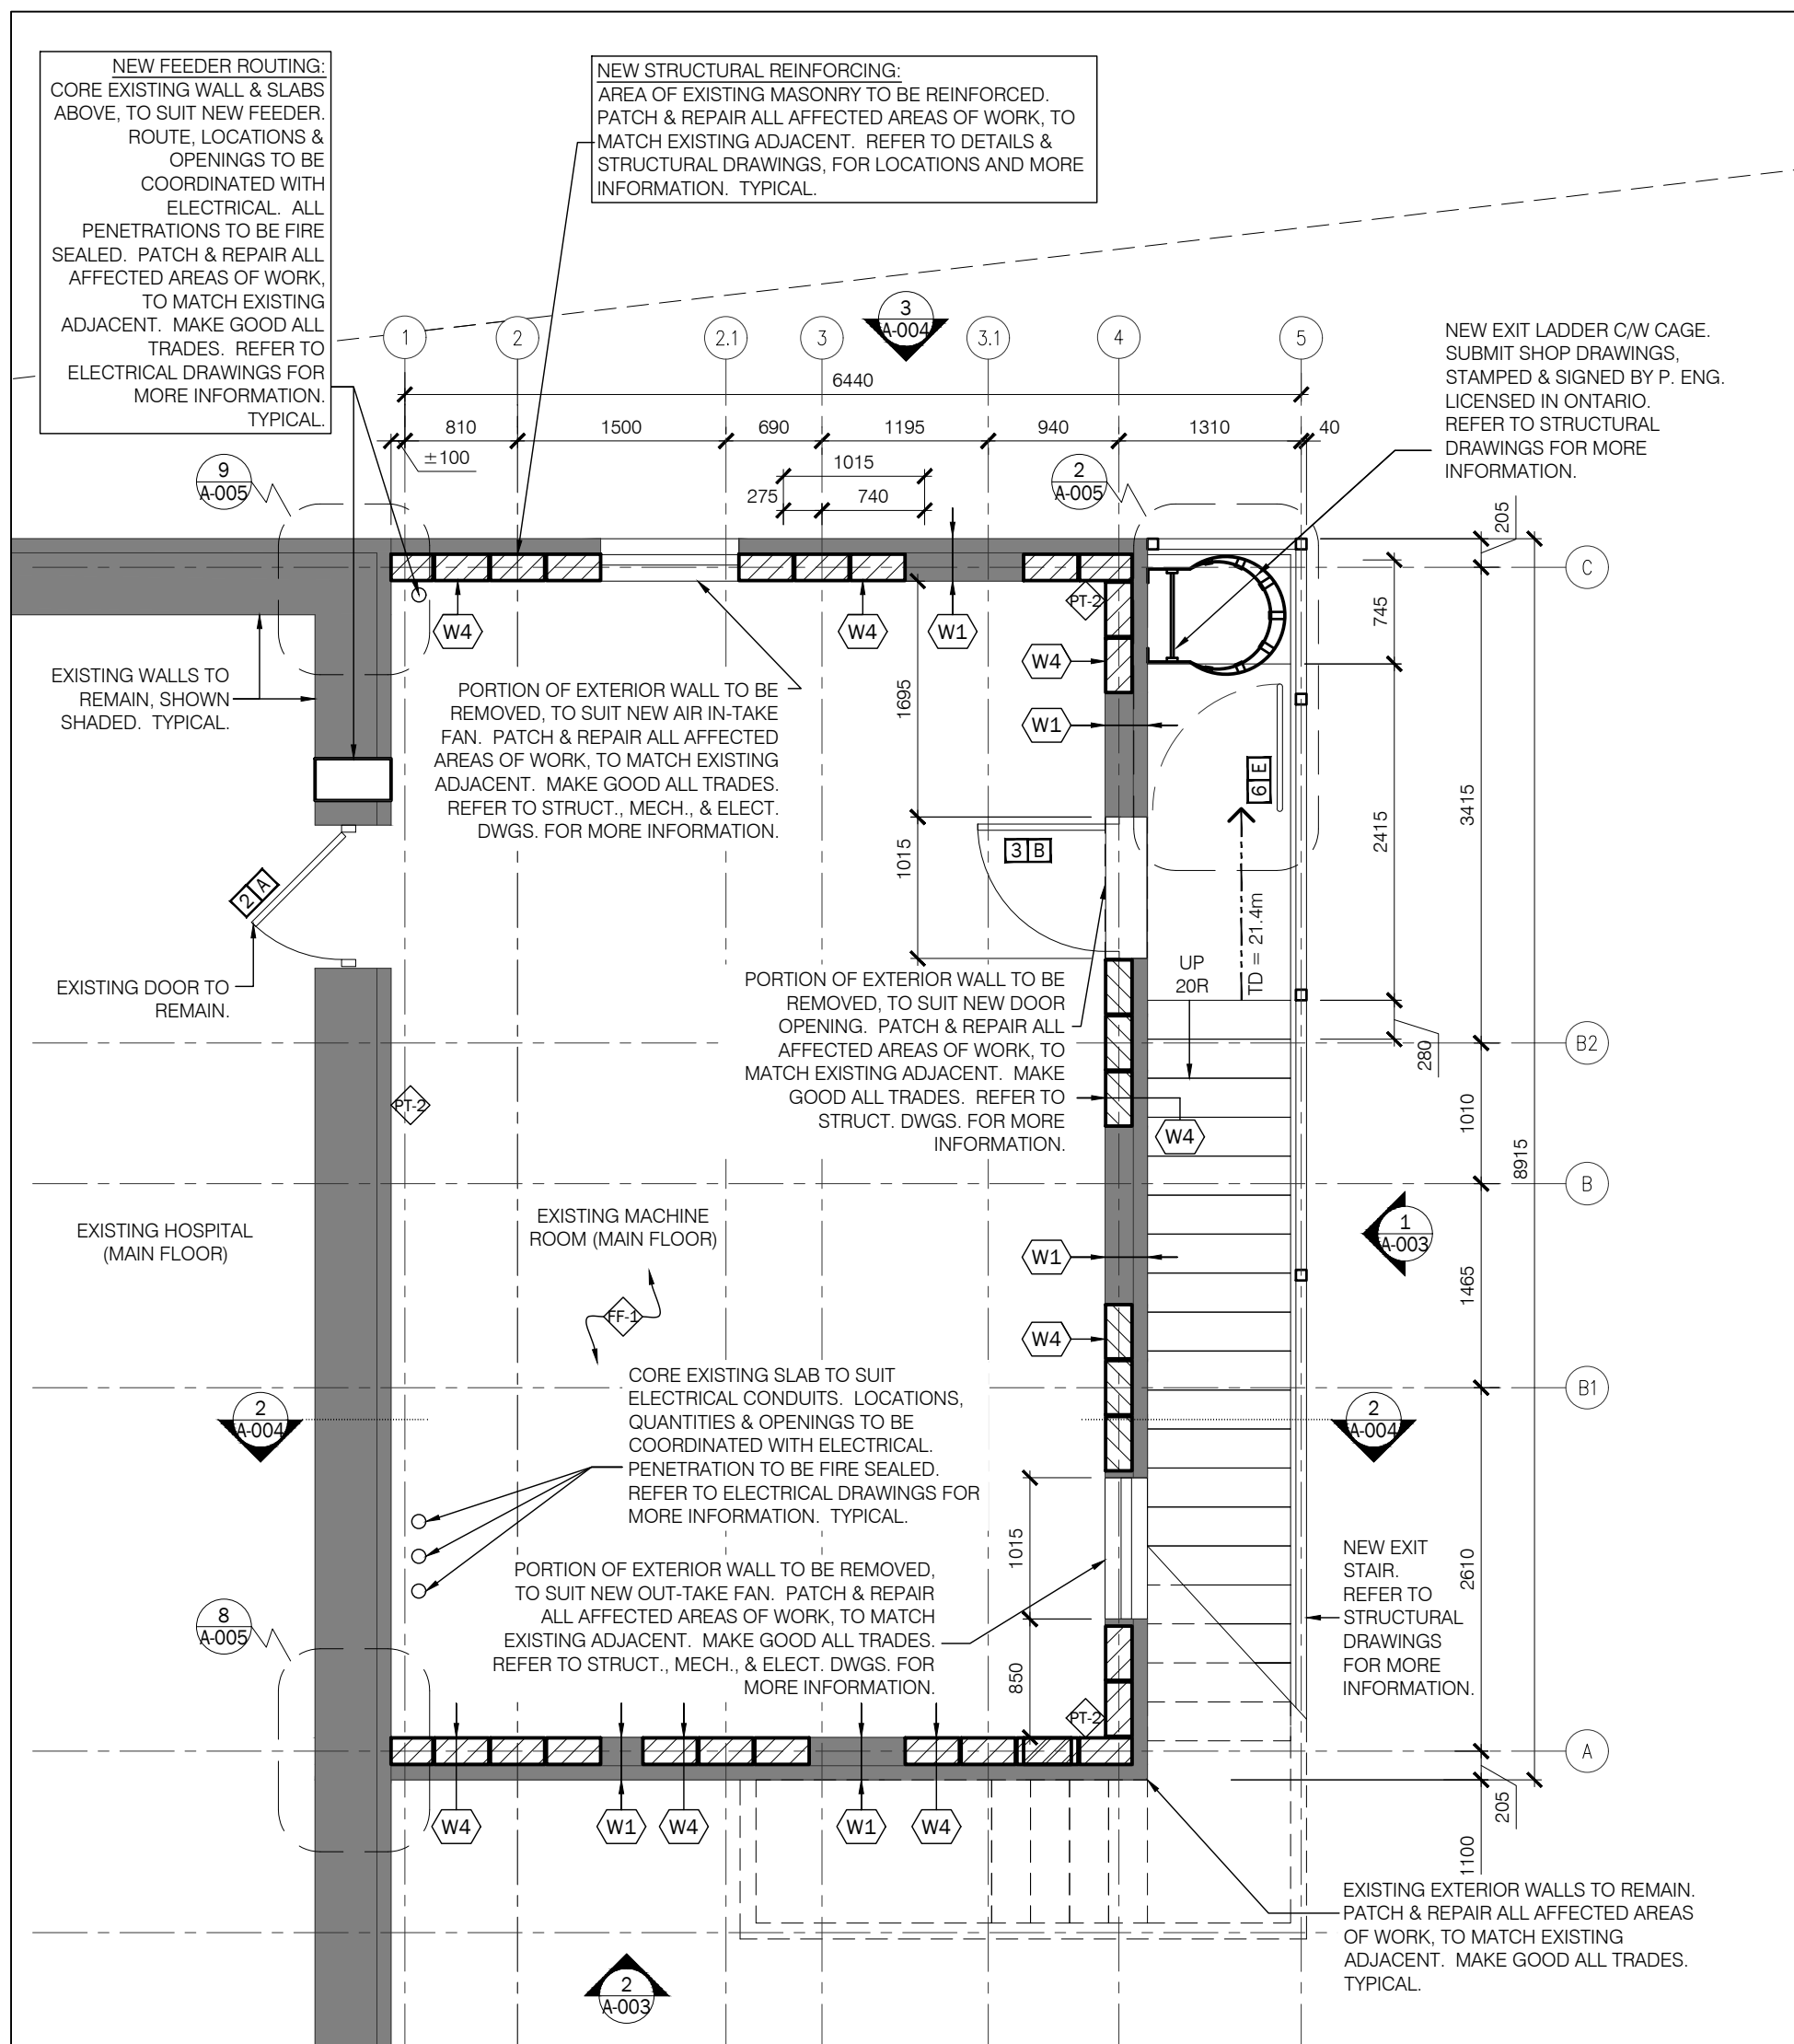 NEW FEEDER ROUTING:
CORE EXISTING WALL & SLABS
ABOVE, TO SUIT NEW FEEDER.
ROUTE, LOCATIONS &
OPENINGS TO BE
COORDINATED WITH
ELECTRICAL. ALL
PENETRATIONS TO BE FIRE
SEALED. PATCH & REPAIR ALL
AFFECTED AREAS OF WORK,
TO MATCH EXISTING
ADJACENT. MAKE GOOD ALL
TRADES. REFER TO
ELECTRICAL DRAWINGS FOR
MORE INFORMATION.
TYPICAL.
NEW STRUCTURAL REINFORCING:
AREA OF EXISTING MASONRY TO BE REINFORCED.
PATCH & REPAIR ALL AFFECTED AREAS OF WORK, TO
MATCH EXISTING ADJACENT. REFER TO DETAILS &
STRUCTURAL DRAWINGS, FOR LOCATIONS AND MORE
INFORMATION. TYPICAL.
3
A-004
1
2
2.1
3
3.1
4
5
NEW EXIT LADDER C/W CAGE.
SUBMIT SHOP DRAWINGS,
STAMPED & SIGNED BY P. ENG.
LICENSED IN ONTARIO.
REFER TO STRUCTURAL
DRAWINGS FOR MORE
INFORMATION.
6440
810
1500
690
1195
940
1310
40
±100
1015
275
740
9
A-005
2
A-005
205
C
PT-2
W4
W4
W1
W4
745
EXISTING WALLS TO
REMAIN, SHOWN
SHADED. TYPICAL.
PORTION OF EXTERIOR WALL TO BE
REMOVED, TO SUIT NEW AIR IN-TAKE
FAN. PATCH & REPAIR ALL AFFECTED
AREAS OF WORK, TO MATCH EXISTING
ADJACENT. MAKE GOOD ALL TRADES.
REFER TO STRUCT., MECH., & ELECT.
DWGS. FOR MORE INFORMATION.
1695
W1
6 E
3415
2415
1015
3 B
2 A
TD = 21.4m
UP
20R
EXISTING DOOR TO
REMAIN.
PORTION OF EXTERIOR WALL TO BE
REMOVED, TO SUIT NEW DOOR
OPENING. PATCH & REPAIR ALL
AFFECTED AREAS OF WORK, TO
MATCH EXISTING ADJACENT. MAKE
GOOD ALL TRADES. REFER TO
STRUCT. DWGS. FOR MORE
INFORMATION.
B2
280
PT-2
1010
W4
8915
B
EXISTING HOSPITAL
(MAIN FLOOR)
EXISTING MACHINE
ROOM (MAIN FLOOR)
1
A-003
W1
1465
FF-1
W4
B1
CORE EXISTING SLAB TO SUIT
ELECTRICAL CONDUITS. LOCATIONS,
QUANTITIES & OPENINGS TO BE
COORDINATED WITH ELECTRICAL.
PENETRATION TO BE FIRE SEALED.
REFER TO ELECTRICAL DRAWINGS FOR
MORE INFORMATION. TYPICAL.
2
A-004
2
A-004
1015
PORTION OF EXTERIOR WALL TO BE REMOVED,
TO SUIT NEW OUT-TAKE FAN. PATCH & REPAIR
ALL AFFECTED AREAS OF WORK, TO MATCH
EXISTING ADJACENT. MAKE GOOD ALL TRADES.
REFER TO STRUCT., MECH., & ELECT. DWGS. FOR
MORE INFORMATION.
2610
NEW EXIT
STAIR.
REFER TO
STRUCTURAL
DRAWINGS
FOR MORE
INFORMATION.
8
A-005
850
PT-2
A
W4
W1
W4
W1
W4
205
1100
EXISTING EXTERIOR WALLS TO REMAIN.
PATCH & REPAIR ALL AFFECTED AREAS
OF WORK, TO MATCH EXISTING
ADJACENT. MAKE GOOD ALL TRADES.
TYPICAL.
2
A-003